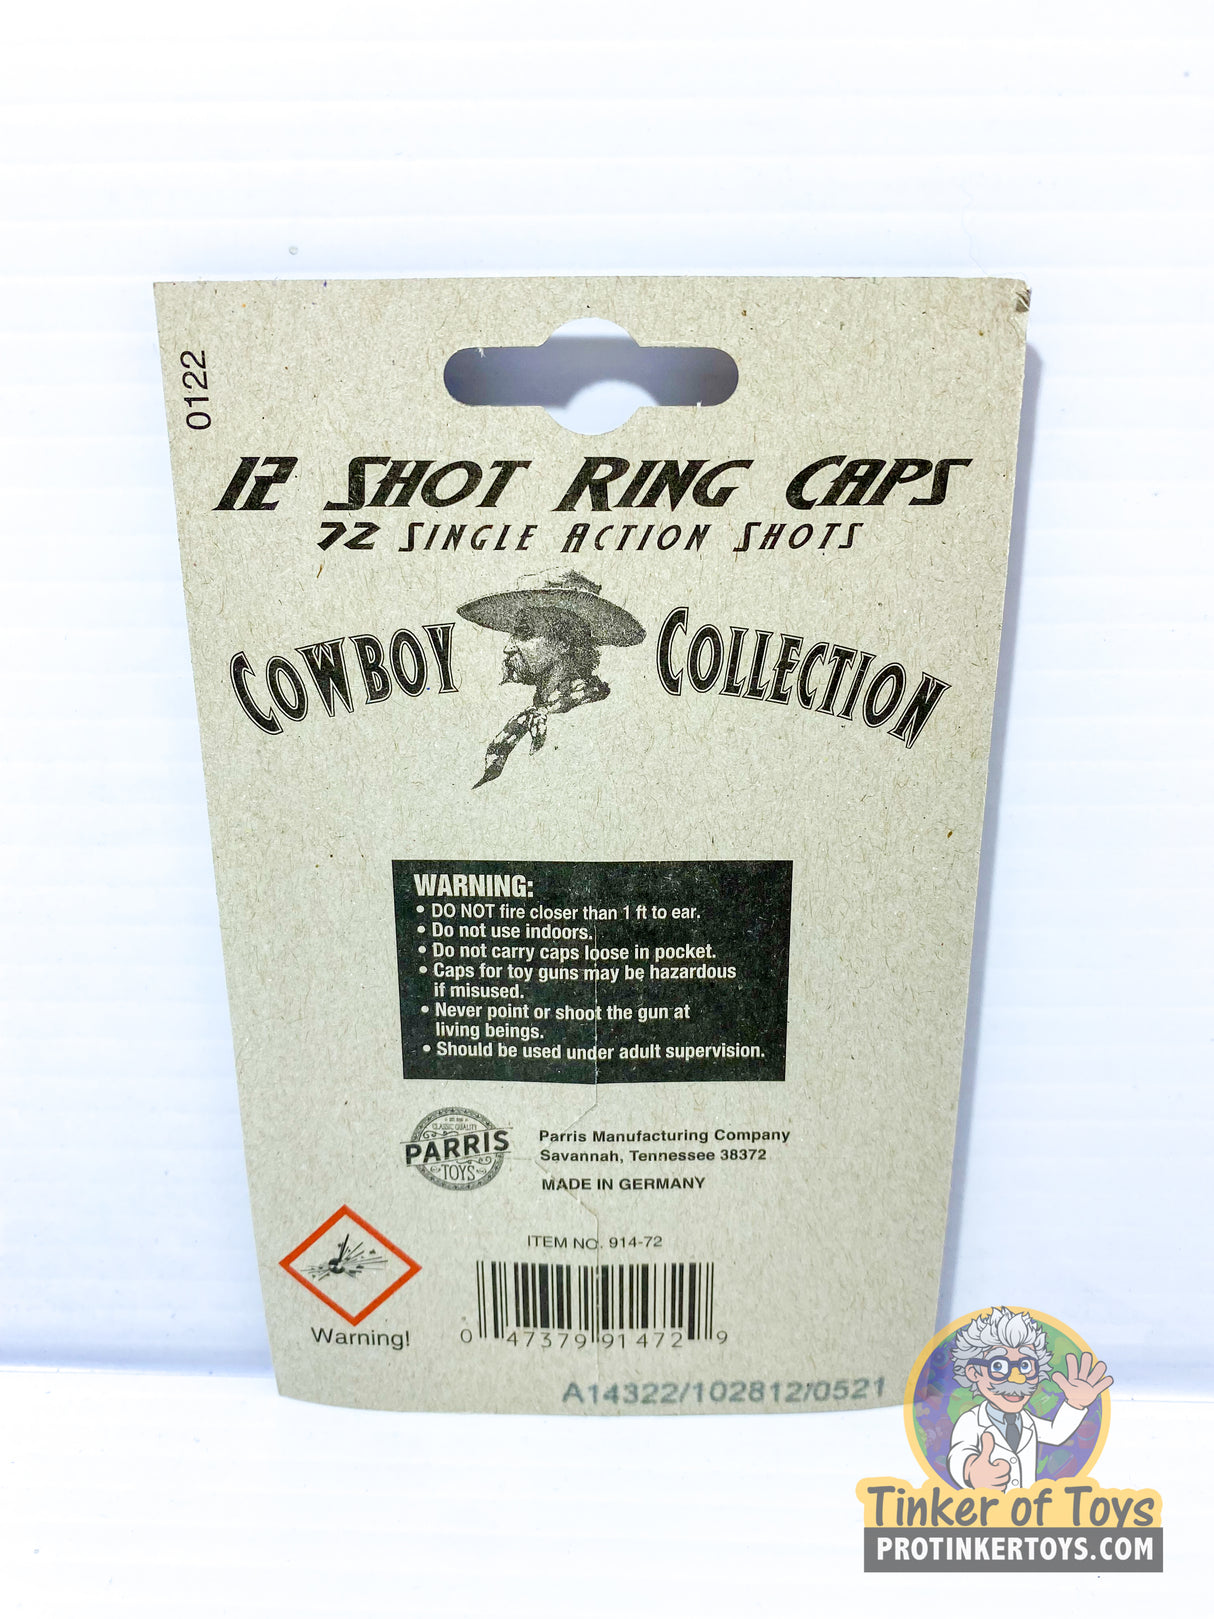 0122
12 SHOT RING CAPS
72 SINGLE ACTION SHOTS
COWBOY COLLECTION
WARNING:
• DO NOT fire closer than 1 ft to ear.
• Do not use indoors.
• Do not carry caps loose in pocket.
• Caps for toy guns may be hazardous
if misused.
• Never point or shoot the gun at
living beings.
• Should be used under adult supervision.
CLASSIC QUALITY
PARRIS
TOYS
Parris Manufacturing Company
Savannah, Tennessee 38372
MADE IN GERMANY
ITEM NO. 914-72
Warning!
0 47379 91472 9
A14322/102812/0521
Tinker of Toys
PROTINKERTOYS.COM